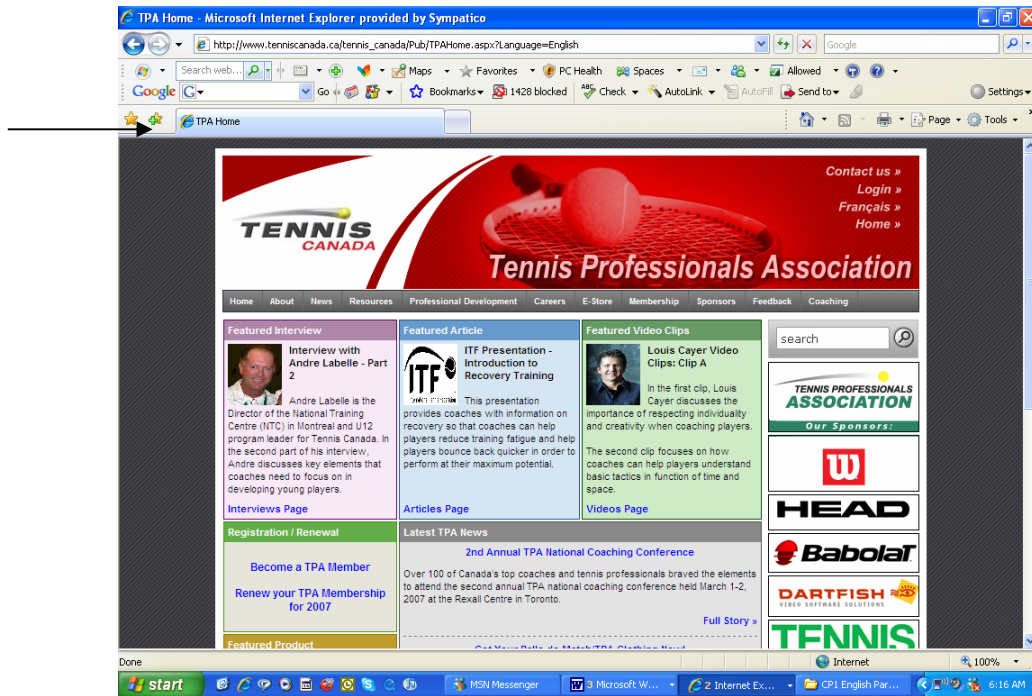 TPA Home - Microsoft Internet Explorer provided by Sympatico
http://www.tenniscanada.ca/tennis_canada/Pub/TPAHome.aspx?Language=English
Google
Search web...
Maps
Favorites
PC Health
Spaces
Allowed
Google
G
Go
Bookmarks
1428 blocked
ABC
Check
AutoLink
AutoFill
Send to
Settings
TPA Home
Page
Tools
Contact us »
Login »
Français »
Home »
TENNIS
CANADA
Tennis Professionals Association
Home About News Resources Professional Development Careers E-Store Membership Sponsors Feedback Coaching
Featured Interview
Interview with
Andre Labelle - Part
2
Andre Labelle is the
Director of the National Training
Centre (NTC) in Montreal and U12
program leader for Tennis Canada. In
the second part of his interview,
Andre discusses key elements that
coaches need to focus on in
developing young players.
Interviews Page
Featured Article
ITF
ITF Presentation -
Introduction to
Recovery Training
This presentation
provides coaches with information on
recovery so that coaches can help
players reduce training fatigue and help
players bounce back quicker in order to
perform at their maximum potential.
Articles Page
Featured Video Clips
Louis Cayer Video
Clips: Clip A
In the first clip, Louis
Cayer discusses the
importance of respecting individuality
and creativity when coaching players.
The second clip focuses on how
coaches can help players understand
basic tactics in function of time and
space.
Videos Page
search
TENNIS PROFESSIONALS
ASSOCIATION
Our Sponsors:
W
HEAD
Babolat
DARTFISH
VIDEO SOFTWARE SOLUTIONS
TENNIS
Registration / Renewal
Become a TPA Member
Renew your TPA Membership
for 2007
Featured Product
Latest TPA News
2nd Annual TPA National Coaching Conference
Over 100 of Canada's top coaches and tennis professionals braved the elements
to attend the second annual TPA national coaching conference held March 1-2,
2007 at the Rexall Centre in Toronto.
Full Story »
Done
Internet
100%
start
MSN Messenger
3 Microsoft W...
2 Internet Ex...
CP1 English Par...
6:16 AM